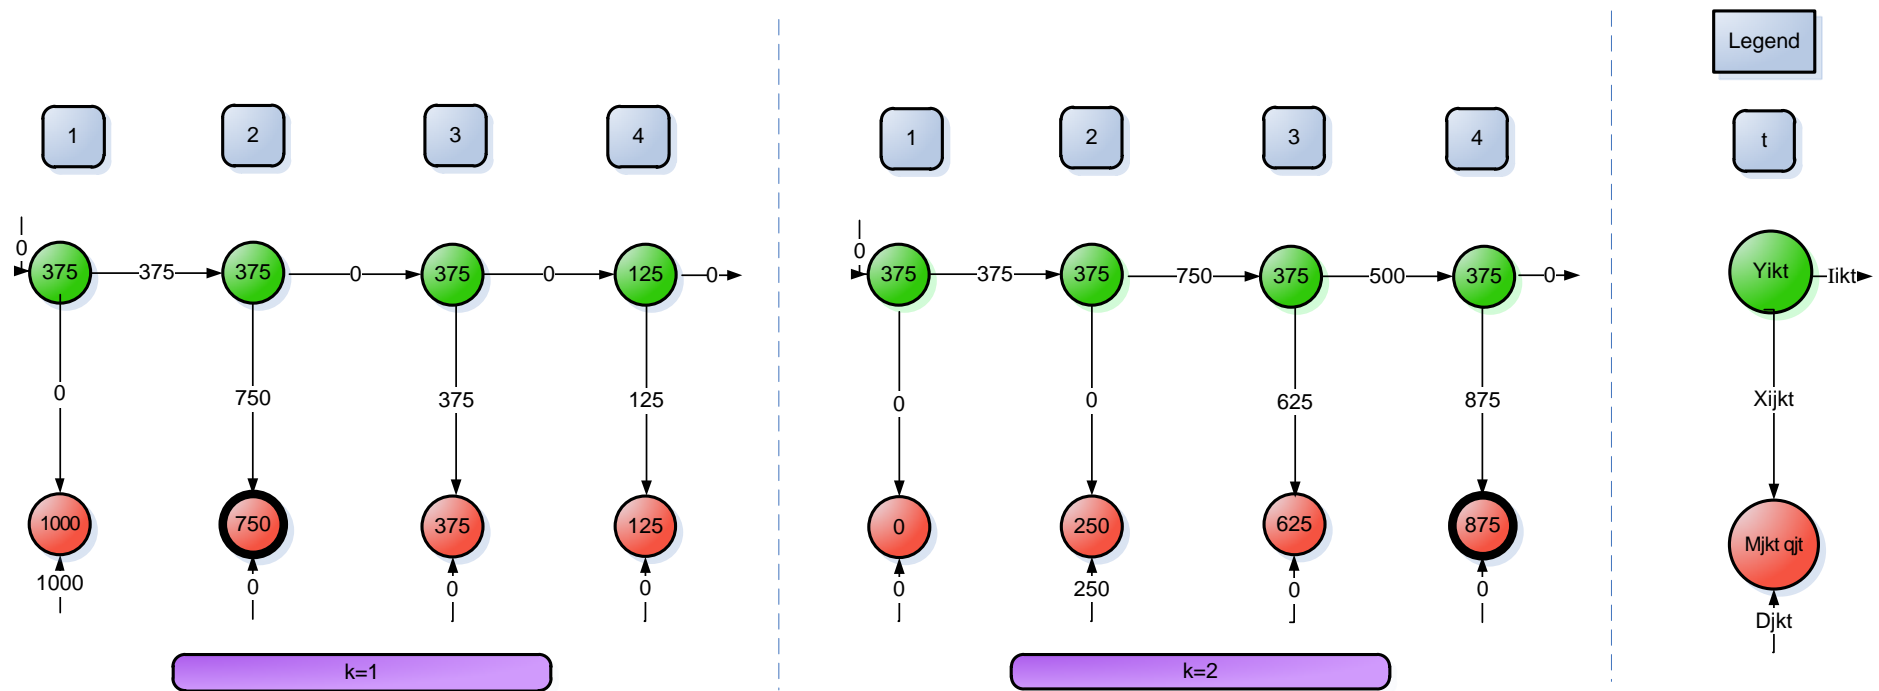 Legend
1 2 3 4 1 2 3 4 t
0 0
375 375 375 0 375 0 125 0 375 375 375 750 375 500 375 0 Yikt Iikt
0 750 375 125 0 0 625 875 Xijkt
1000 750 375 125 0 250 625 875 Mjkt qjt
1000 0 0 0 0 250 0 0 Djkt
k=1 k=2